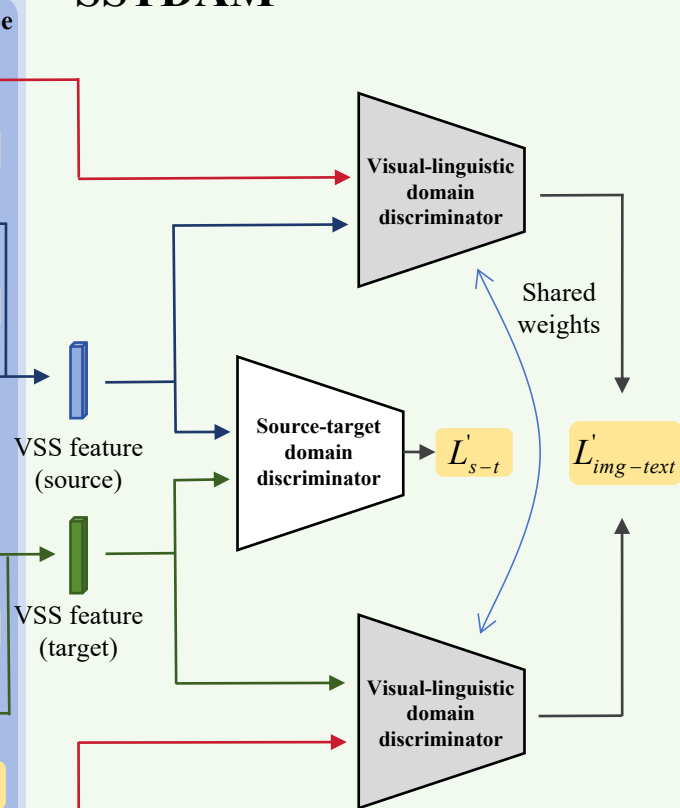 Visual-linguistic
domain
discriminator
Shared
weights
VSS feature
(source)
Source-target
domain
discriminator
L's-t
L'img-text
VSS feature
(target)
Visual-linguistic
domain
discriminator